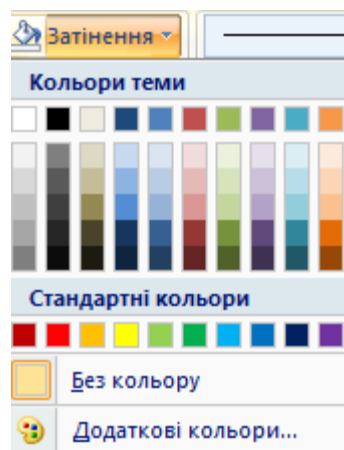 Затінення
Кольори теми
Стандартні кольори
Без кольору
Додаткові кольори...